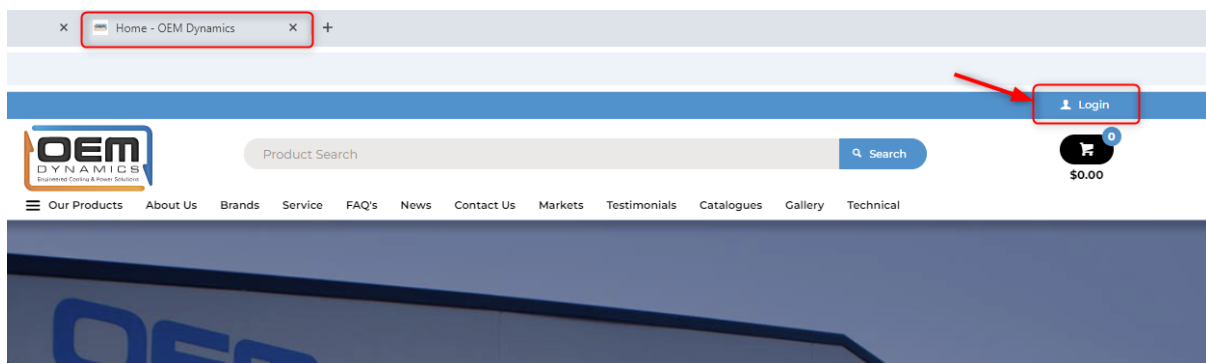 Home - OEM Dynamics
Login
OEM
DYNAMICS
Engineered Cooling & Power Solutions
Product Search
Search
0
$0.00
Our Products About Us Brands Service FAQ's News Contact Us Markets Testimonials Catalogues Gallery Technical
OEM